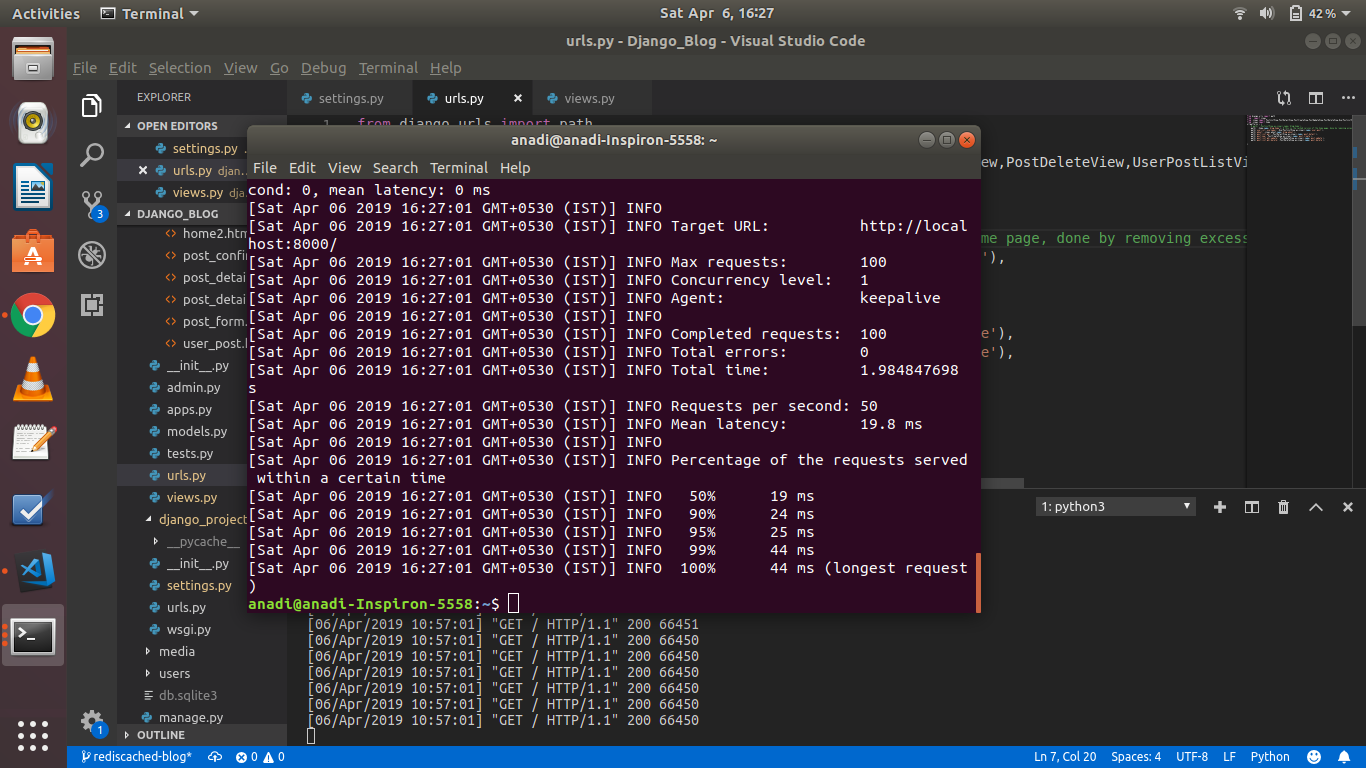 Activities Terminal Sat Apr 6, 16:27 42%
urls.py - Django_Blog - Visual Studio Code
File Edit Selection View Go Debug Terminal Help
EXPLORER settings.py urls.py views.py
OPEN EDITORS 1 from django.urls import path
settings.py
urls.py djan...
views.py dja...
3
DJANGO_BLOG
home2.htm
post_confi
post_detai
post_detai
post_form.
user_post.h
__init__.py
admin.py
apps.py
models.py
tests.py
urls.py
views.py
django_project
__pycache__
__init__.py
settings.py
urls.py
wsgi.py
media
users
db.sqlite3
manage.py
OUTLINE
1
ew,PostDeleteView,UserPostListVi
me page, done by removing excess
'),
e'),
e'),
anadi@anadi-Inspiron-5558: ~
File Edit View Search Terminal Help
cond: 0, mean latency: 0 ms
[Sat Apr 06 2019 16:27:01 GMT+0530 (IST)] INFO
[Sat Apr 06 2019 16:27:01 GMT+0530 (IST)] INFO Target URL: http://local
host:8000/
[Sat Apr 06 2019 16:27:01 GMT+0530 (IST)] INFO Max requests: 100
[Sat Apr 06 2019 16:27:01 GMT+0530 (IST)] INFO Concurrency level: 1
[Sat Apr 06 2019 16:27:01 GMT+0530 (IST)] INFO Agent: keepalive
[Sat Apr 06 2019 16:27:01 GMT+0530 (IST)] INFO
[Sat Apr 06 2019 16:27:01 GMT+0530 (IST)] INFO Completed requests: 100
[Sat Apr 06 2019 16:27:01 GMT+0530 (IST)] INFO Total errors: 0
[Sat Apr 06 2019 16:27:01 GMT+0530 (IST)] INFO Total time: 1.984847698
s
[Sat Apr 06 2019 16:27:01 GMT+0530 (IST)] INFO Requests per second: 50
[Sat Apr 06 2019 16:27:01 GMT+0530 (IST)] INFO Mean latency: 19.8 ms
[Sat Apr 06 2019 16:27:01 GMT+0530 (IST)] INFO
[Sat Apr 06 2019 16:27:01 GMT+0530 (IST)] INFO Percentage of the requests served
within a certain time
[Sat Apr 06 2019 16:27:01 GMT+0530 (IST)] INFO 50% 19 ms
[Sat Apr 06 2019 16:27:01 GMT+0530 (IST)] INFO 90% 24 ms
[Sat Apr 06 2019 16:27:01 GMT+0530 (IST)] INFO 95% 25 ms
[Sat Apr 06 2019 16:27:01 GMT+0530 (IST)] INFO 99% 44 ms
[Sat Apr 06 2019 16:27:01 GMT+0530 (IST)] INFO 100% 44 ms (longest request
)
anadi@anadi-Inspiron-5558:~$
1: python3
[06/Apr/2019 10:57:01] "GET / HTTP/1.1" 200 66451
[06/Apr/2019 10:57:01] "GET / HTTP/1.1" 200 66450
[06/Apr/2019 10:57:01] "GET / HTTP/1.1" 200 66450
[06/Apr/2019 10:57:01] "GET / HTTP/1.1" 200 66450
[06/Apr/2019 10:57:01] "GET / HTTP/1.1" 200 66450
[06/Apr/2019 10:57:01] "GET / HTTP/1.1" 200 66450
[06/Apr/2019 10:57:01] "GET / HTTP/1.1" 200 66450
rediscached-blog* 0 0 Ln 7, Col 20 Spaces: 4 UTF-8 LF Python